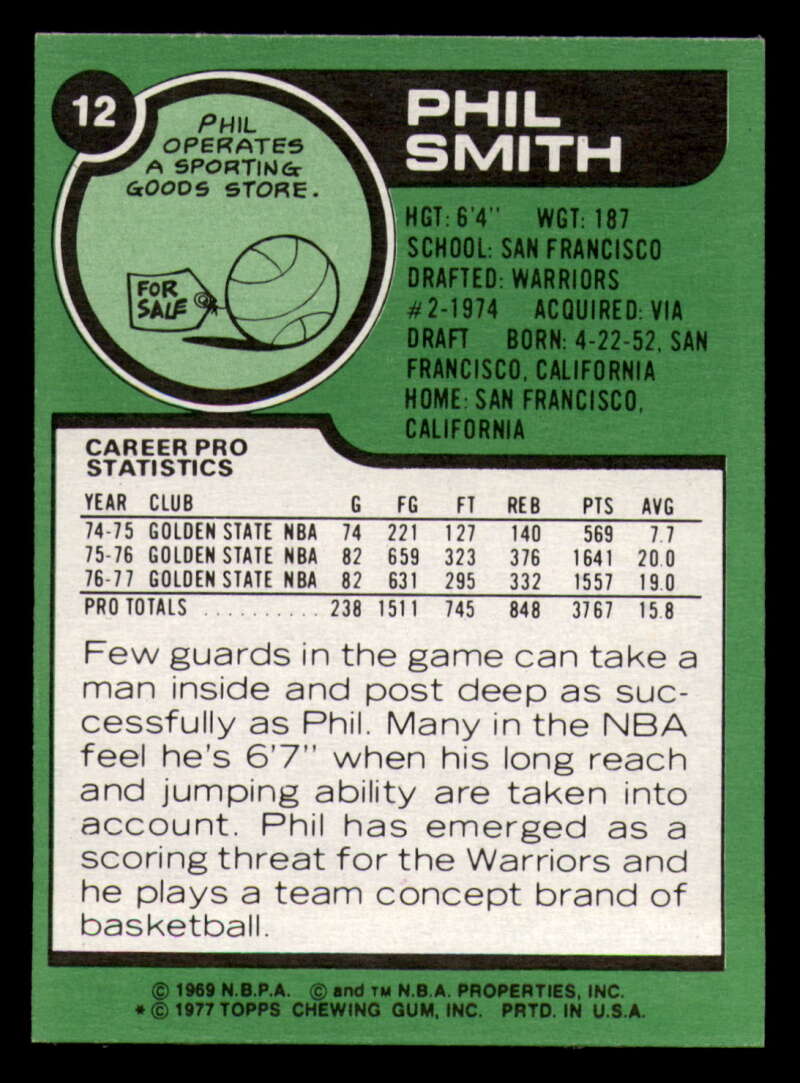 12
PHIL
OPERATES
A SPORTING
GOODS STORE.
FOR
SALE
PHIL
SMITH
HGT: 6'4" WGT: 187
SCHOOL: SAN FRANCISCO
DRAFTED: WARRIORS
#2-1974 ACQUIRED: VIA
DRAFT BORN: 4-22-52, SAN
FRANCISCO, CALIFORNIA
HOME: SAN FRANCISCO,
CALIFORNIA
CAREER PRO
STATISTICS
YEAR CLUB G FG FT REB PTS AVG
74-75 GOLDEN STATE NBA 74 221 127 140 569 7.7
75-76 GOLDEN STATE NBA 82 659 323 376 1641 20.0
76-77 GOLDEN STATE NBA 82 631 295 332 1557 19.0
PRO TOTALS .......... 238 1511 745 848 3767 15.8
Few guards in the game can take a
man inside and post deep as suc-
cessfully as Phil. Many in the NBA
feel he's 6'7" when his long reach
and jumping ability are taken into
account. Phil has emerged as a
scoring threat for the Warriors and
he plays a team concept brand of
basketball.
© 1969 N.B.P.A. © and TM N.B.A. PROPERTIES, INC.
* © 1977 TOPPS CHEWING GUM, INC. PRTD. IN U.S.A.